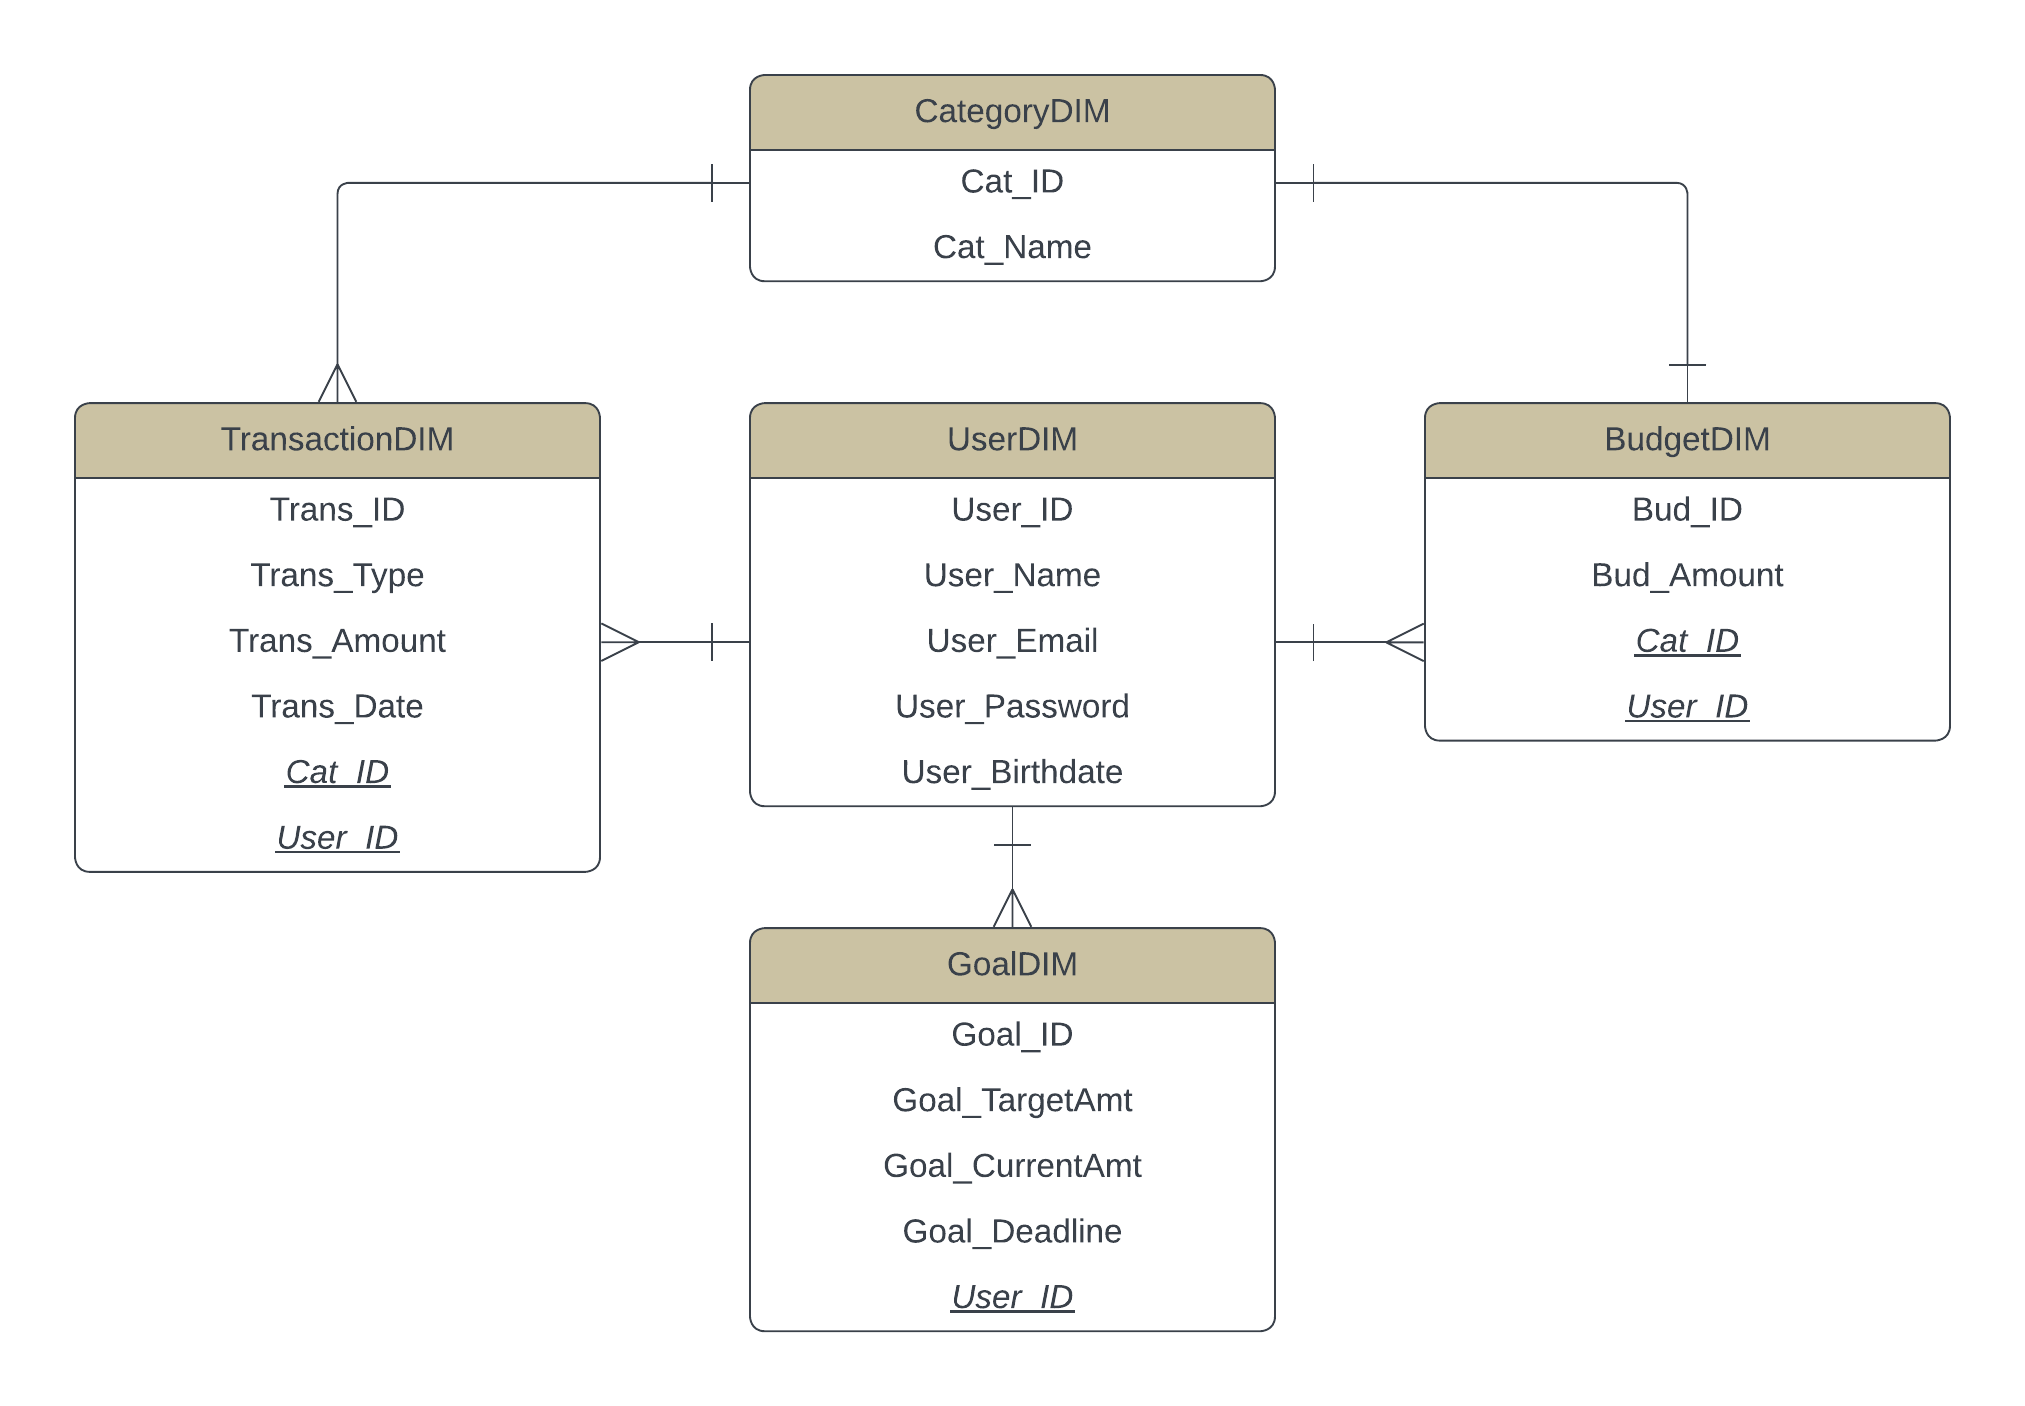 CategoryDIM
Cat_ID
Cat_Name
TransactionDIM
Trans_ID
Trans_Type
Trans_Amount
Trans_Date
Cat_ID
User_ID
UserDIM
User_ID
User_Name
User_Email
User_Password
User_Birthdate
BudgetDIM
Bud_ID
Bud_Amount
Cat_ID
User_ID
GoalDIM
Goal_ID
Goal_TargetAmt
Goal_CurrentAmt
Goal_Deadline
User_ID